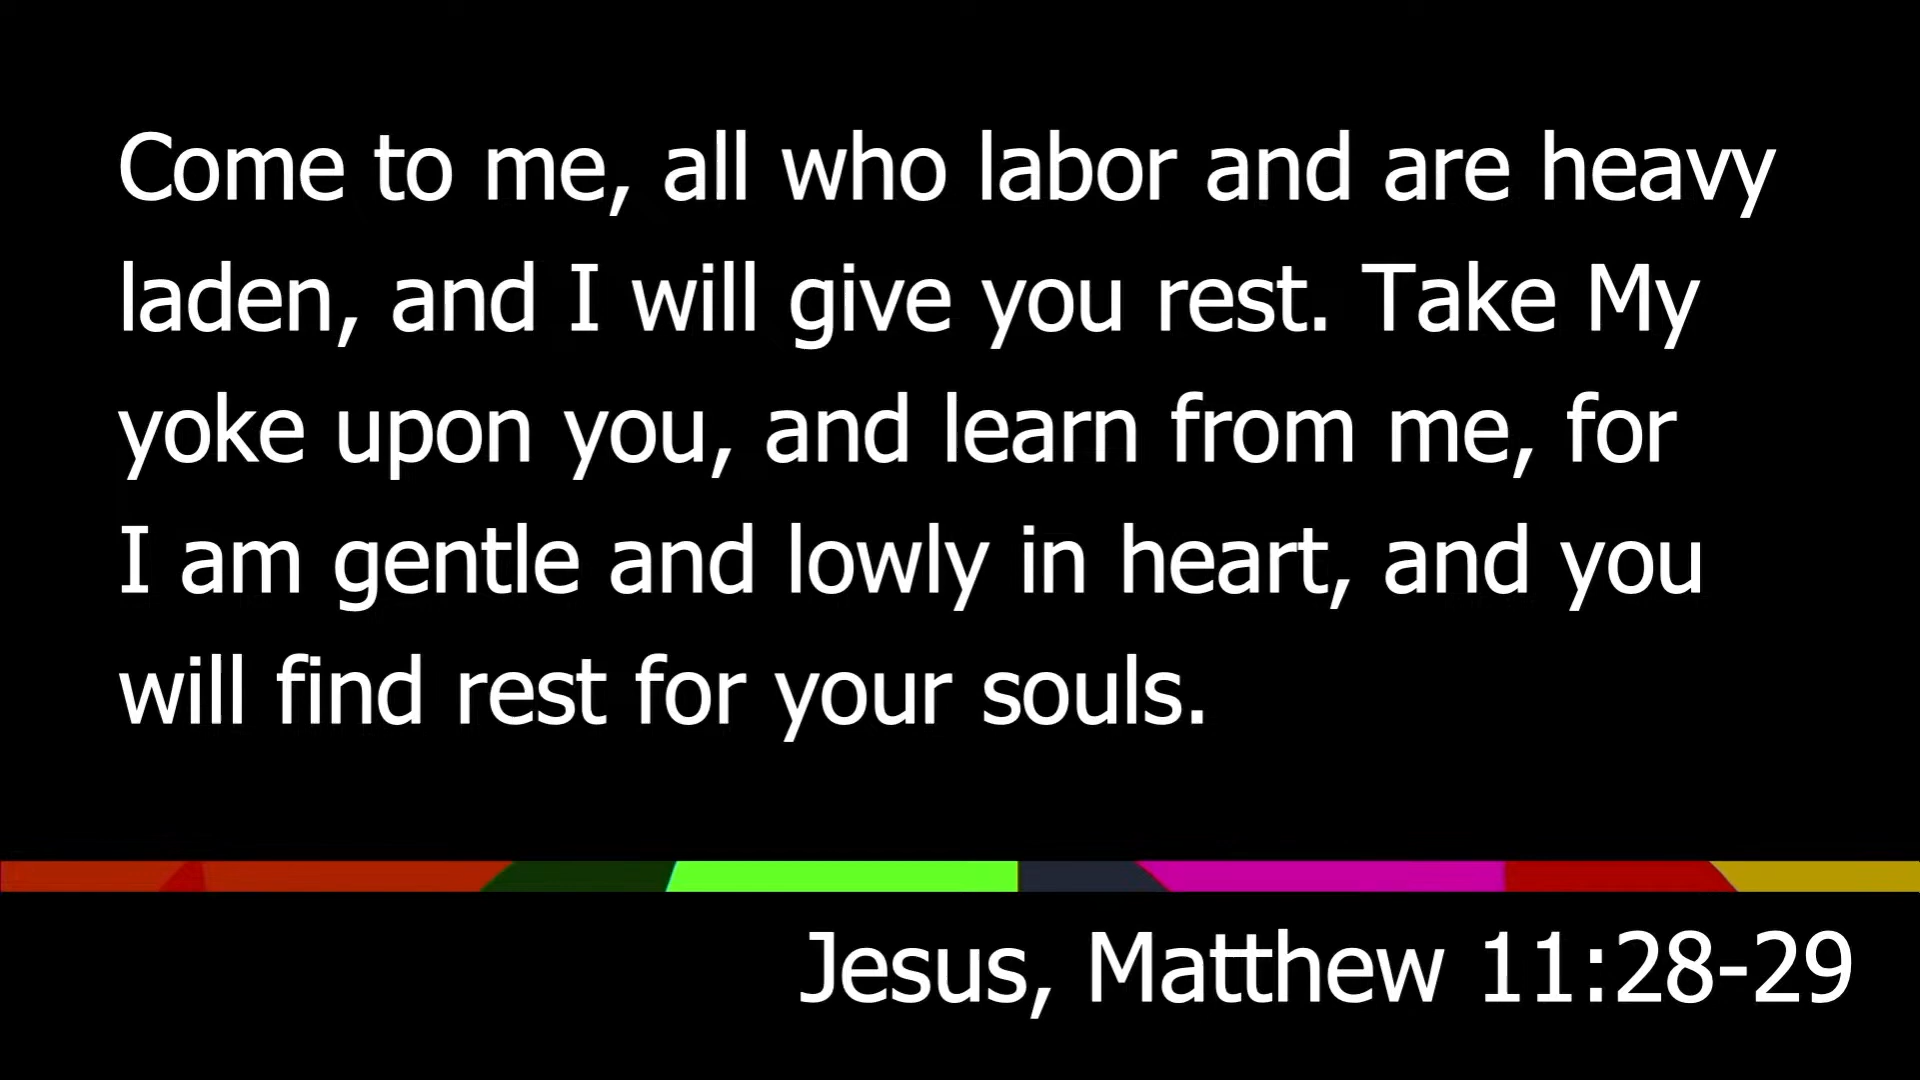 Come to me, all who labor and are heavy
laden, and I will give you rest. Take My
yoke upon you, and learn from me, for
I am gentle and lowly in heart, and you
will find rest for your souls.
Jesus, Matthew 11:28-29